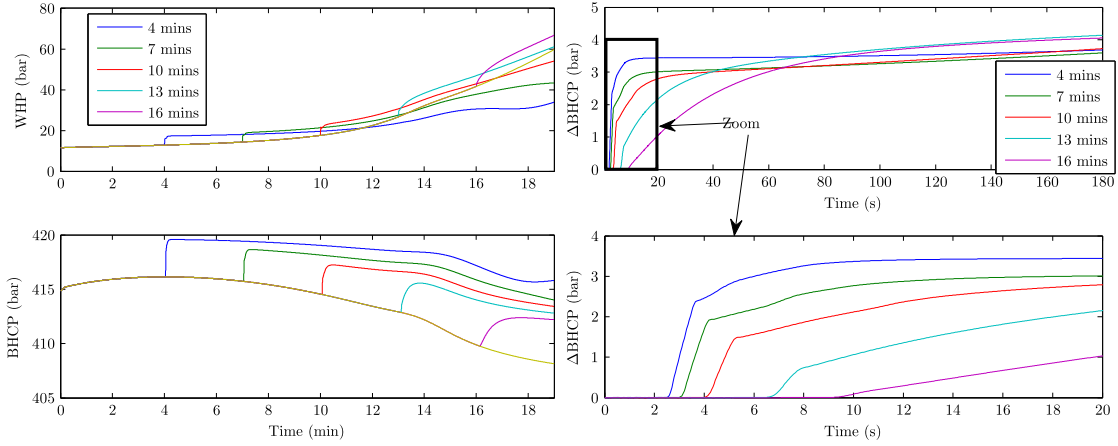 80
60
40
20
0
WHP (bar)
4 mins
7 mins
10 mins
13 mins
16 mins
0 2 4 6 8 10 12 14 16 18
5
4
3
2
1
0
ΔBHCP (bar)
Zoom
4 mins
7 mins
10 mins
13 mins
16 mins
20 40 60 80 100 120 140 160 180
Time (s)
420
415
410
405
BHCP (bar)
0 2 4 6 8 10 12 14 16 18
Time (min)
4
3
2
1
0
ΔBHCP (bar)
0 2 4 6 8 10 12 14 16 18 20
Time (s)